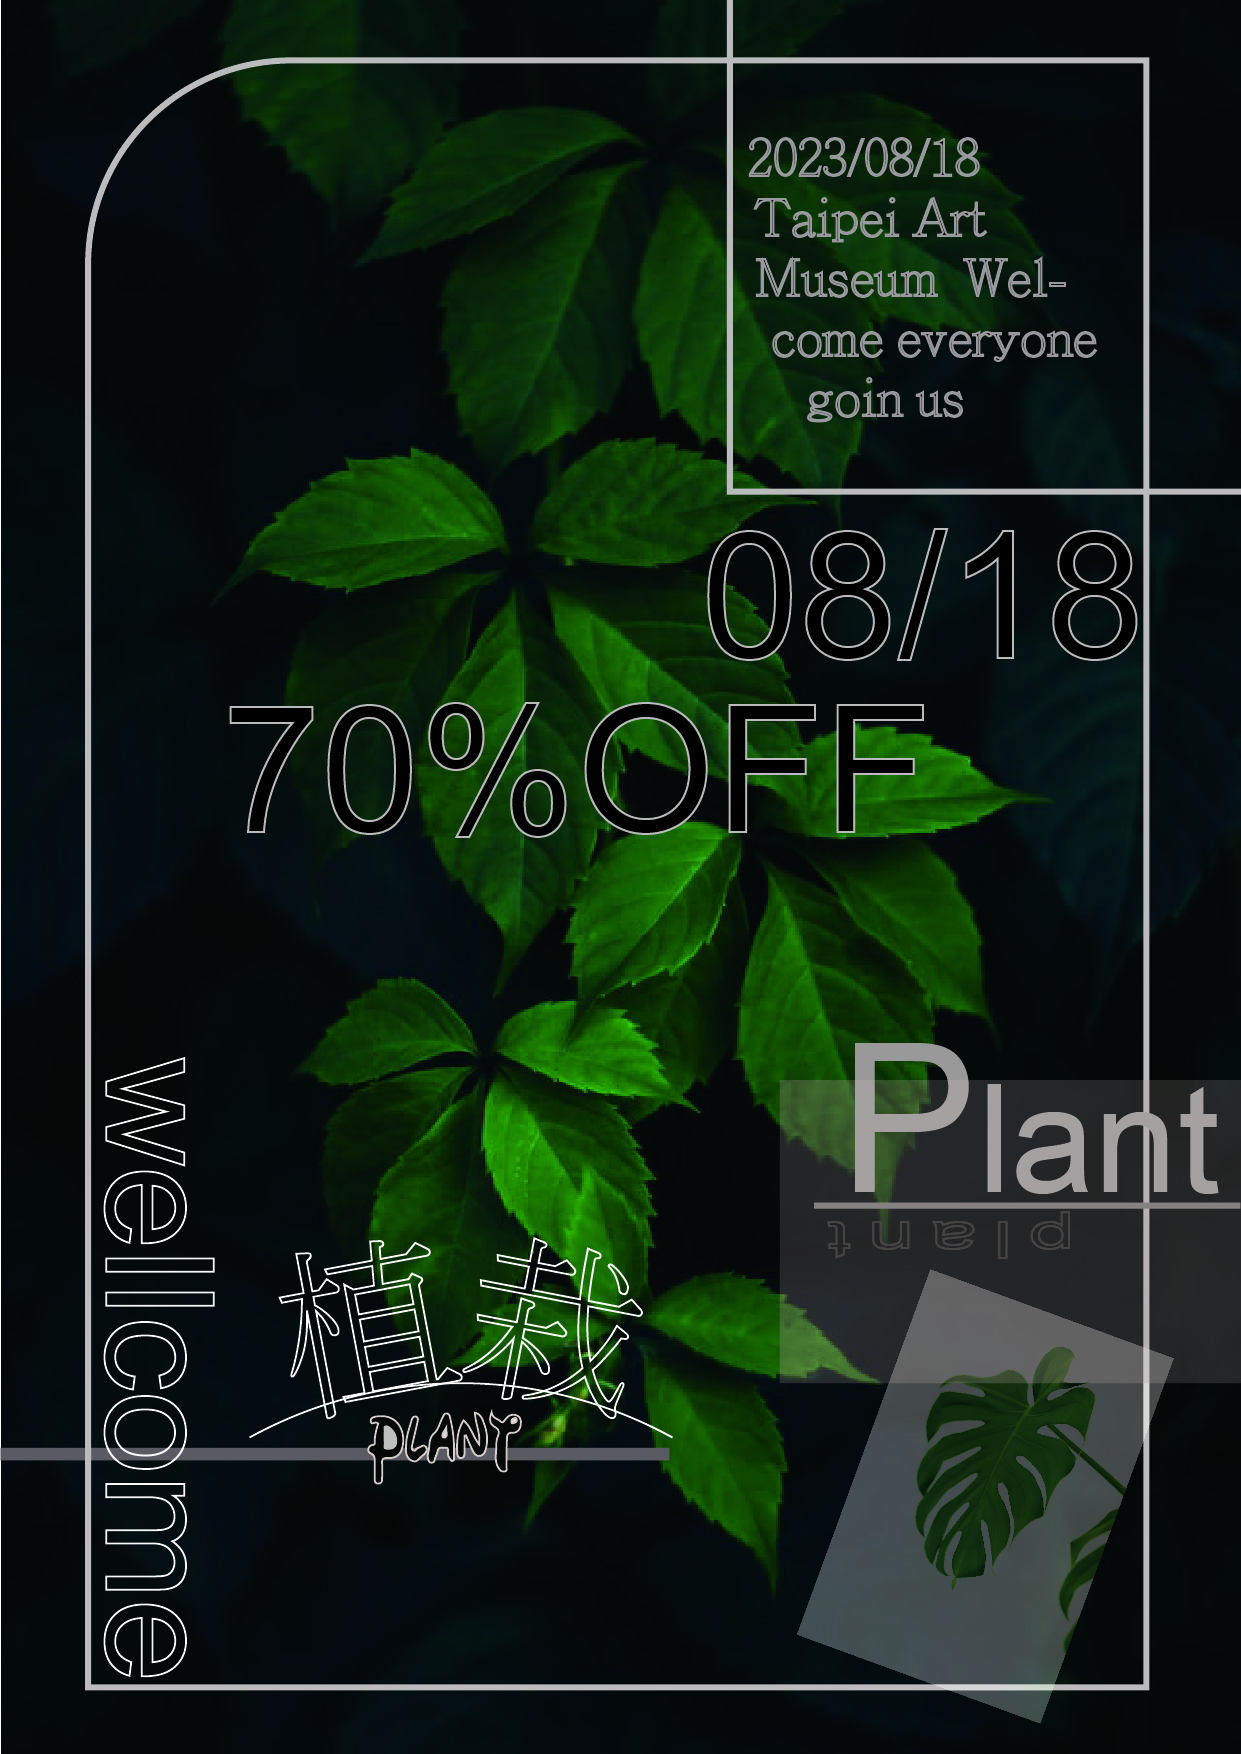 2023/08/18
Taipei Art
Museum Wel-
come everyone
goin us
08/18
70%OFF
Plant
plant
wellcome
植栽
PLANT